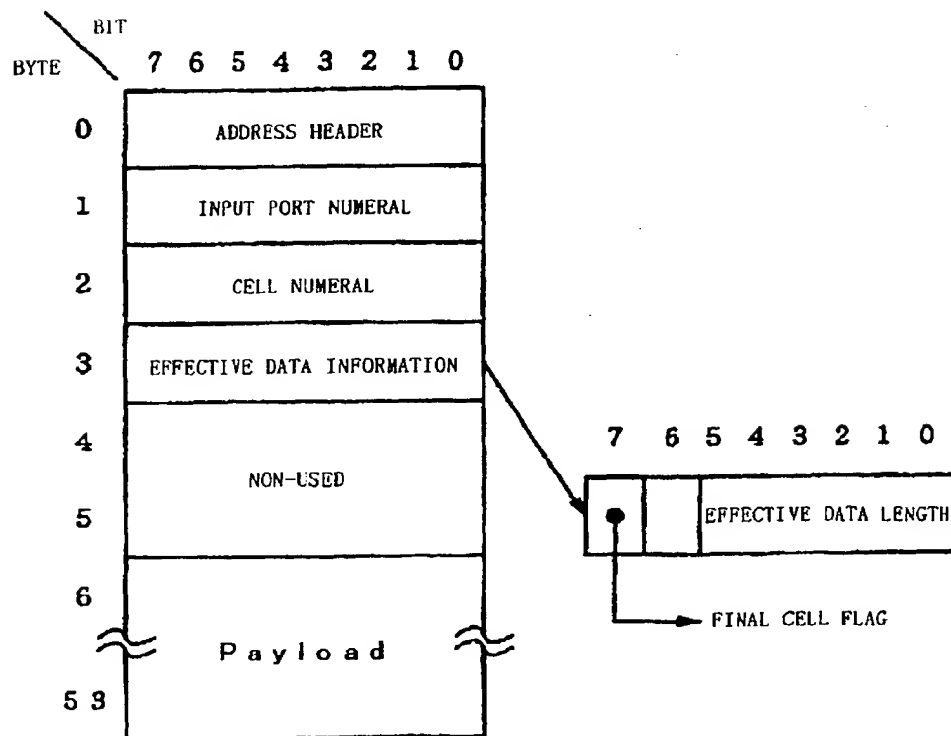 BIT
BYTE 7 6 5 4 3 2 1 0
0 ADDRESS HEADER
1 INPUT PORT NUMERAL
2 CELL NUMERAL
3 EFFECTIVE DATA INFORMATION
4
NON-USED
5
7 6 5 4 3 2 1 0
EFFECTIVE DATA LENGTH
6
FINAL CELL FLAG
Payload
53